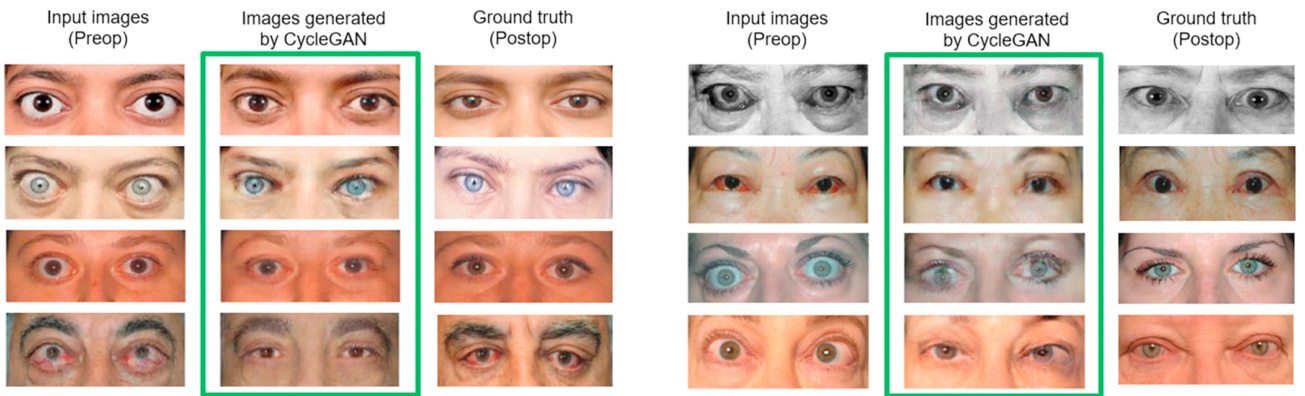 Input images
(Preop)
Images generated
by CycleGAN
Ground truth
(Postop)
Input images
(Preop)
Images generated
by CycleGAN
Ground truth
(Postop)